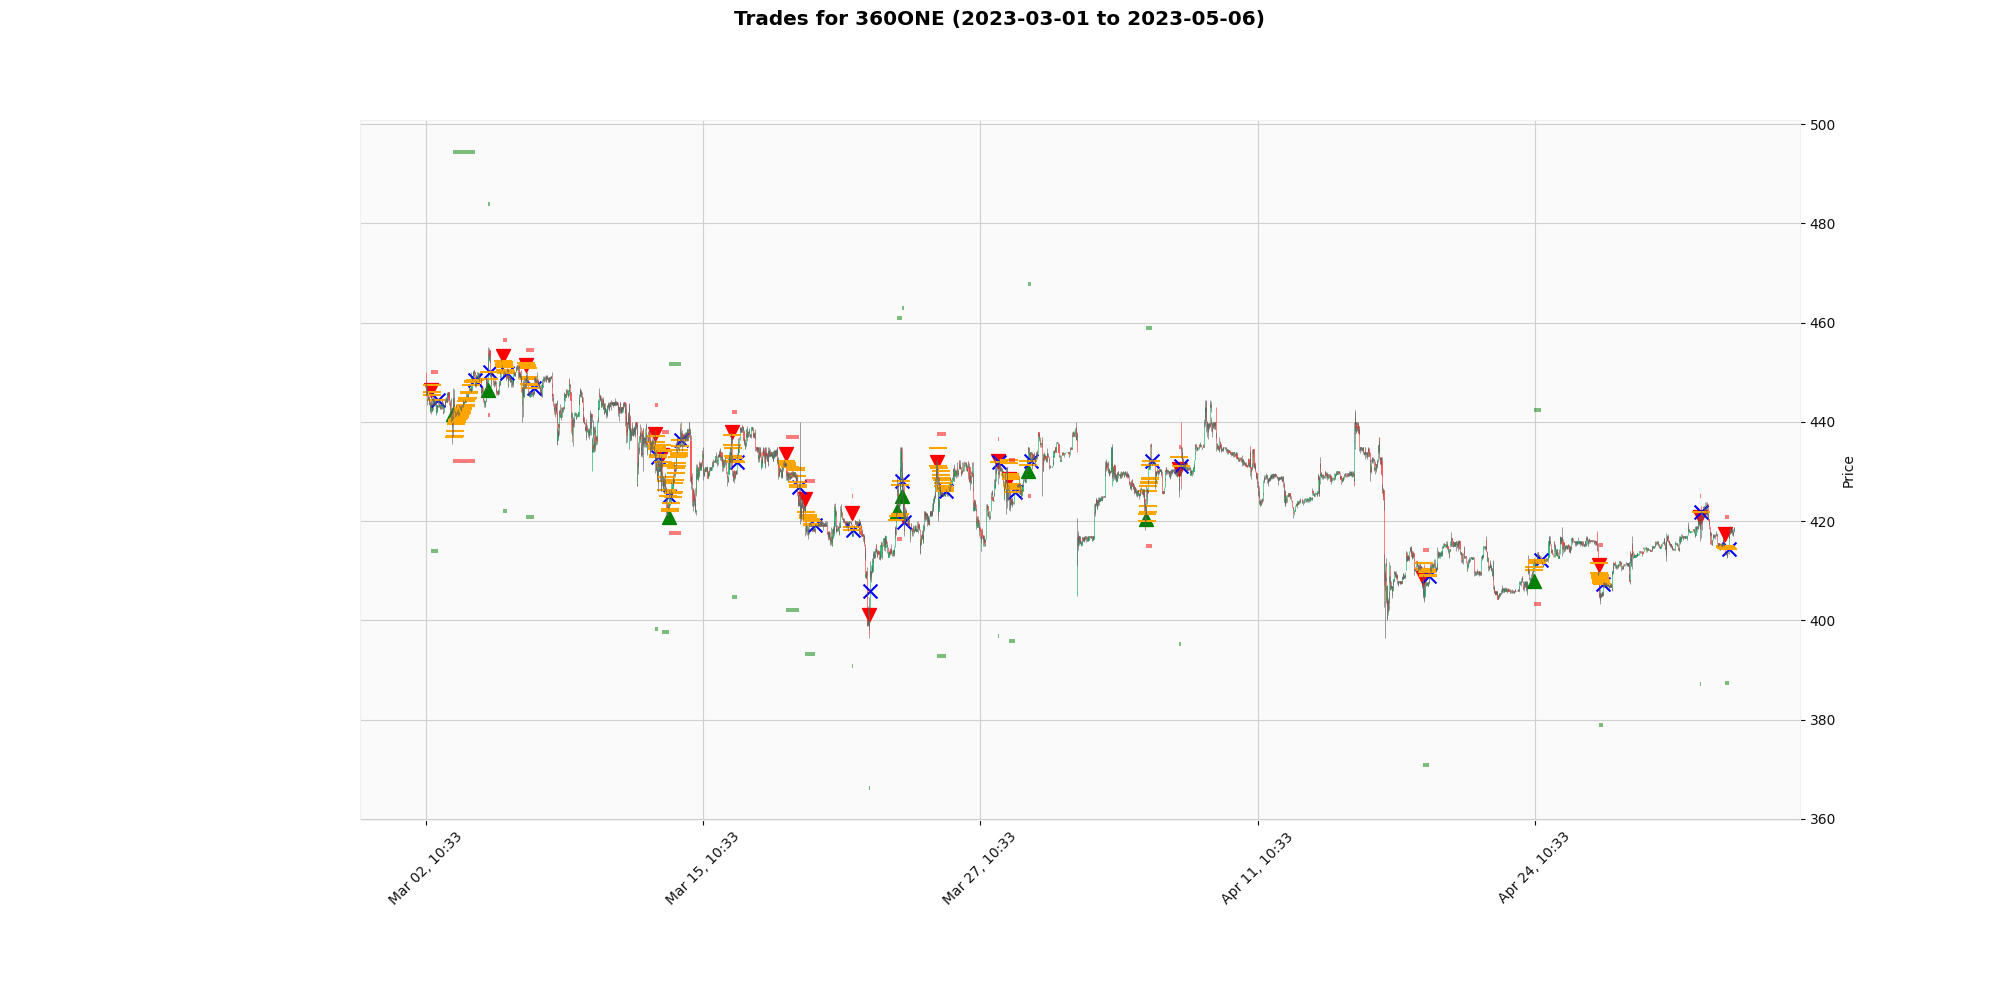 Trades for 360ONE (2023-03-01 to 2023-05-06)
500
480
460
440
420
400
380
360
Price
Mar 02, 10:33
Mar 15, 10:33
Mar 27, 10:33
Apr 11, 10:33
Apr 24, 10:33